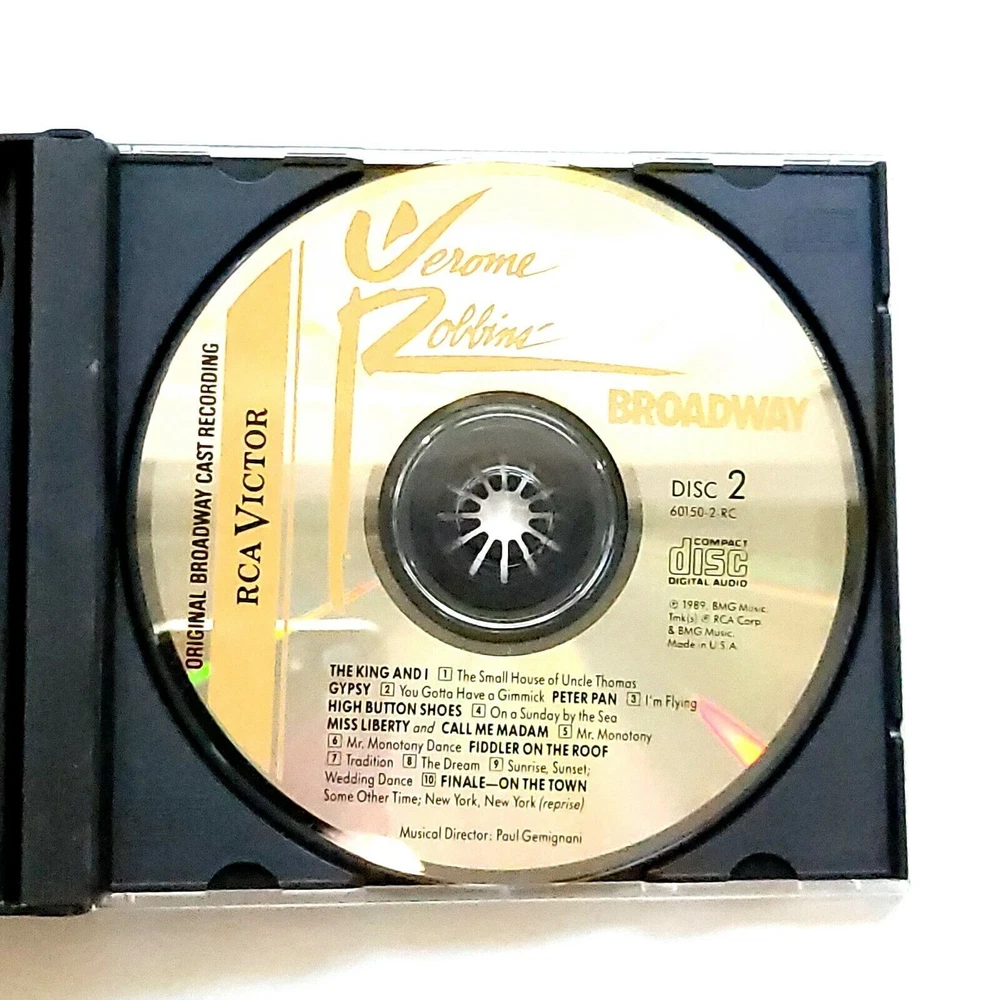 Jerome
Robbins'
BROADWAY
ORIGINAL BROADWAY CAST RECORDING
RCA VICTOR
DISC 2
60150-2-RC
COMPACT
disc
DIGITAL AUDIO
℗ 1989, BMG Music.
Tmk(s) ® RCA Corp.
& BMG Music.
Made in U.S.A.
THE KING AND I 1 The Small House of Uncle Thomas
GYPSY 2 You Gotta Have a Gimmick PETER PAN 3 I'm Flying
HIGH BUTTON SHOES 4 On a Sunday by the Sea
MISS LIBERTY and CALL ME MADAM 5 Mr. Monotony
6 Mr. Monotony Dance FIDDLER ON THE ROOF
7 Tradition 8 The Dream 9 Sunrise, Sunset;
Wedding Dance 10 FINALE—ON THE TOWN
Some Other Time; New York, New York (reprise)
Musical Director: Paul Gemignani